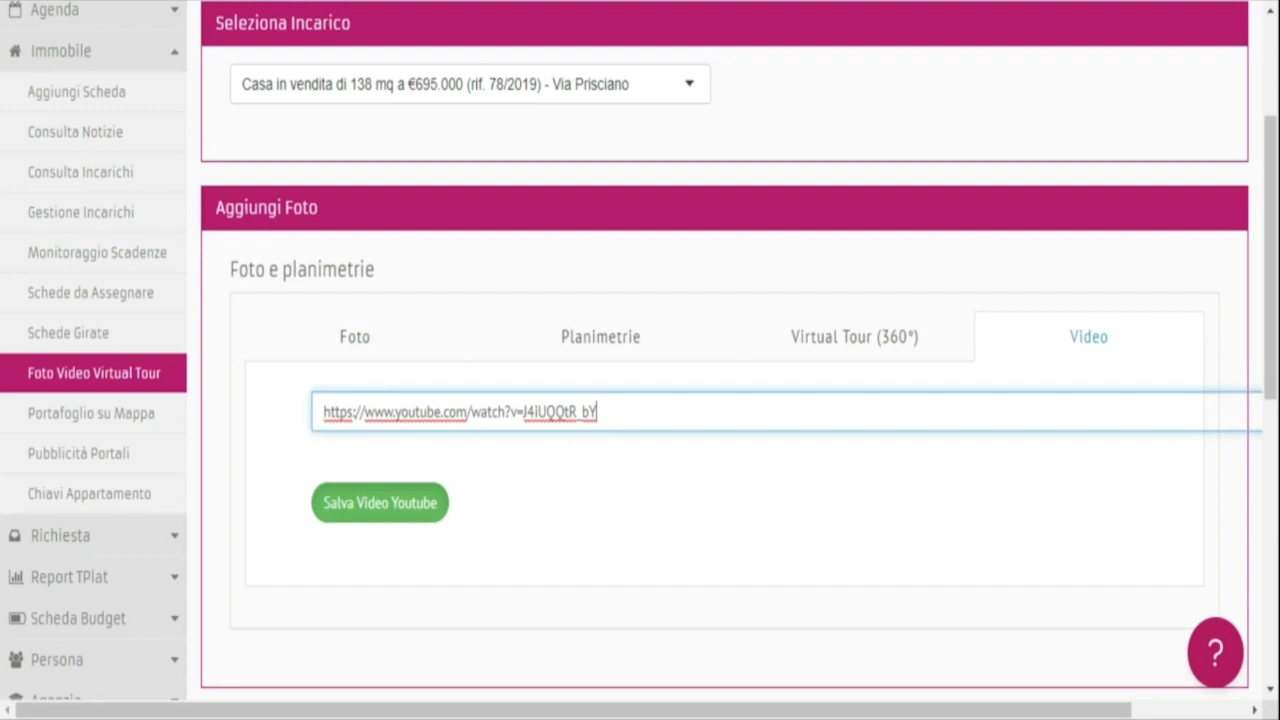 Agenda
Immobile
Aggiungi Scheda
Consulta Notizie
Consulta Incarichi
Gestione Incarichi
Monitoraggio Scadenze
Schede da Assegnare
Schede Girate
Foto Video Virtual Tour
Portafoglio su Mappa
Pubblicità Portali
Chiavi Appartamento
Richiesta
Report TPlat
Scheda Budget
Persona
Agenzia
Seleziona Incarico
Casa in vendita di 138 mq a €695.000 (rif. 78/2019) - Via Prisciano
Aggiungi Foto
Foto e planimetrie
Foto
Planimetrie
Virtual Tour (360°)
Video
https://www.youtube.com/watch?v=J4IUQQtR_bY
Salva Video Youtube
?